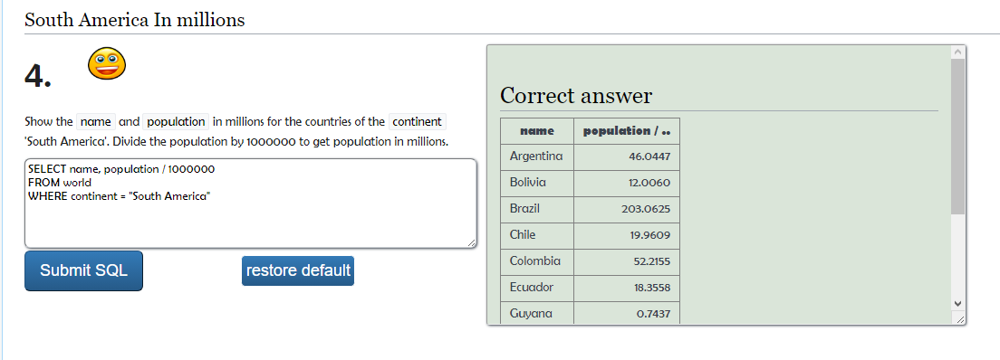 South America In millions
4.
Show the name and population in millions for the countries of the continent
'South America'. Divide the population by 1000000 to get population in millions.
SELECT name, population / 1000000
FROM world
WHERE continent = "South America"
Submit SQL
restore default
Correct answer
name population / ..
Argentina 46.0447
Bolivia 12.0060
Brazil 203.0625
Chile 19.9609
Colombia 52.2155
Ecuador 18.3558
Guyana 0.7437